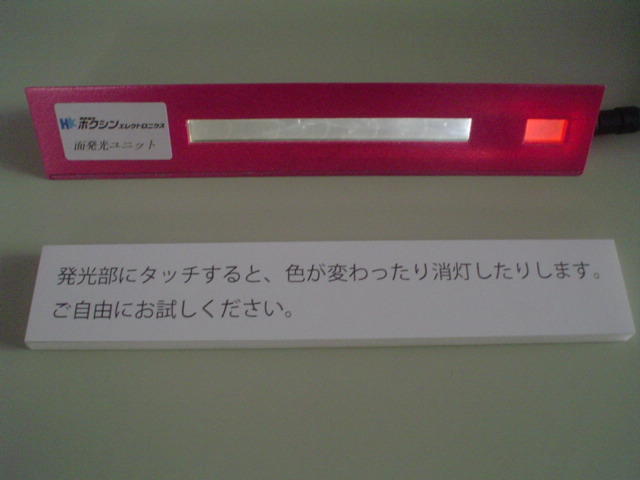 ホクシンエレクトロニクス
面発光ユニット
発光部にタッチすると、色が変わったり消灯したりします。
ご自由にお試しください。